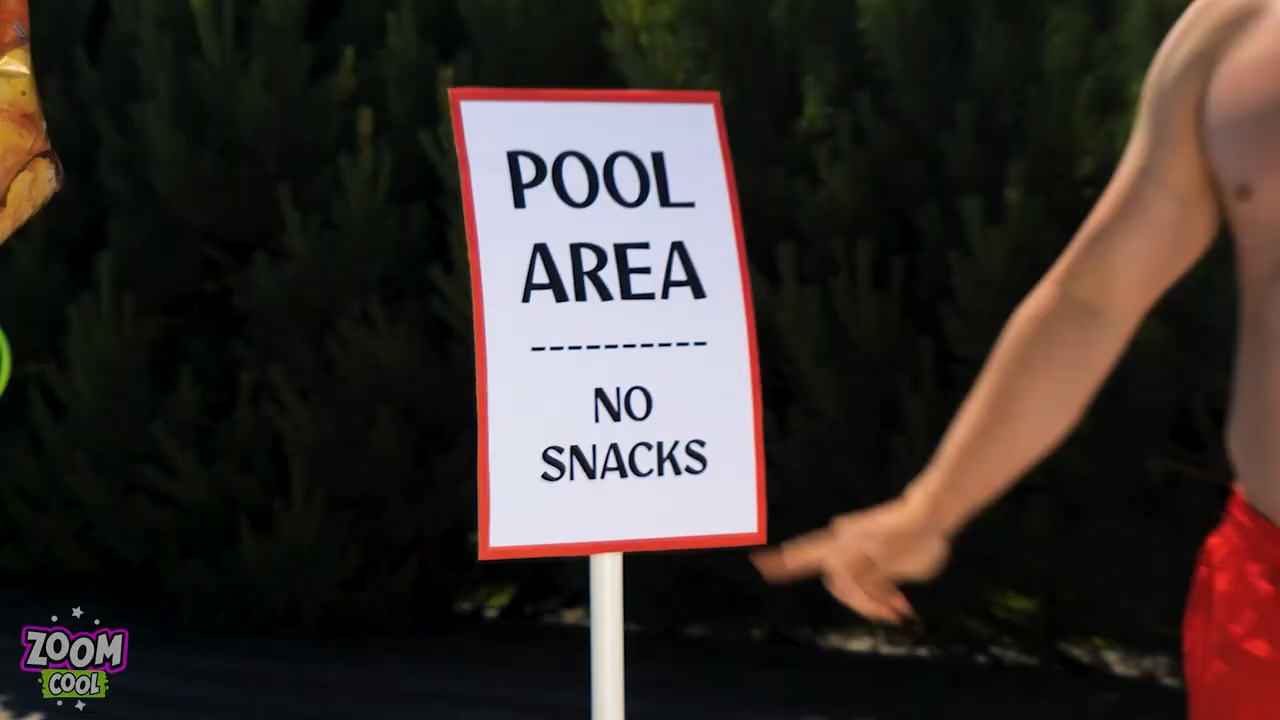 POOL
AREA
----------
NO
SNACKS
ZOOM
COOL